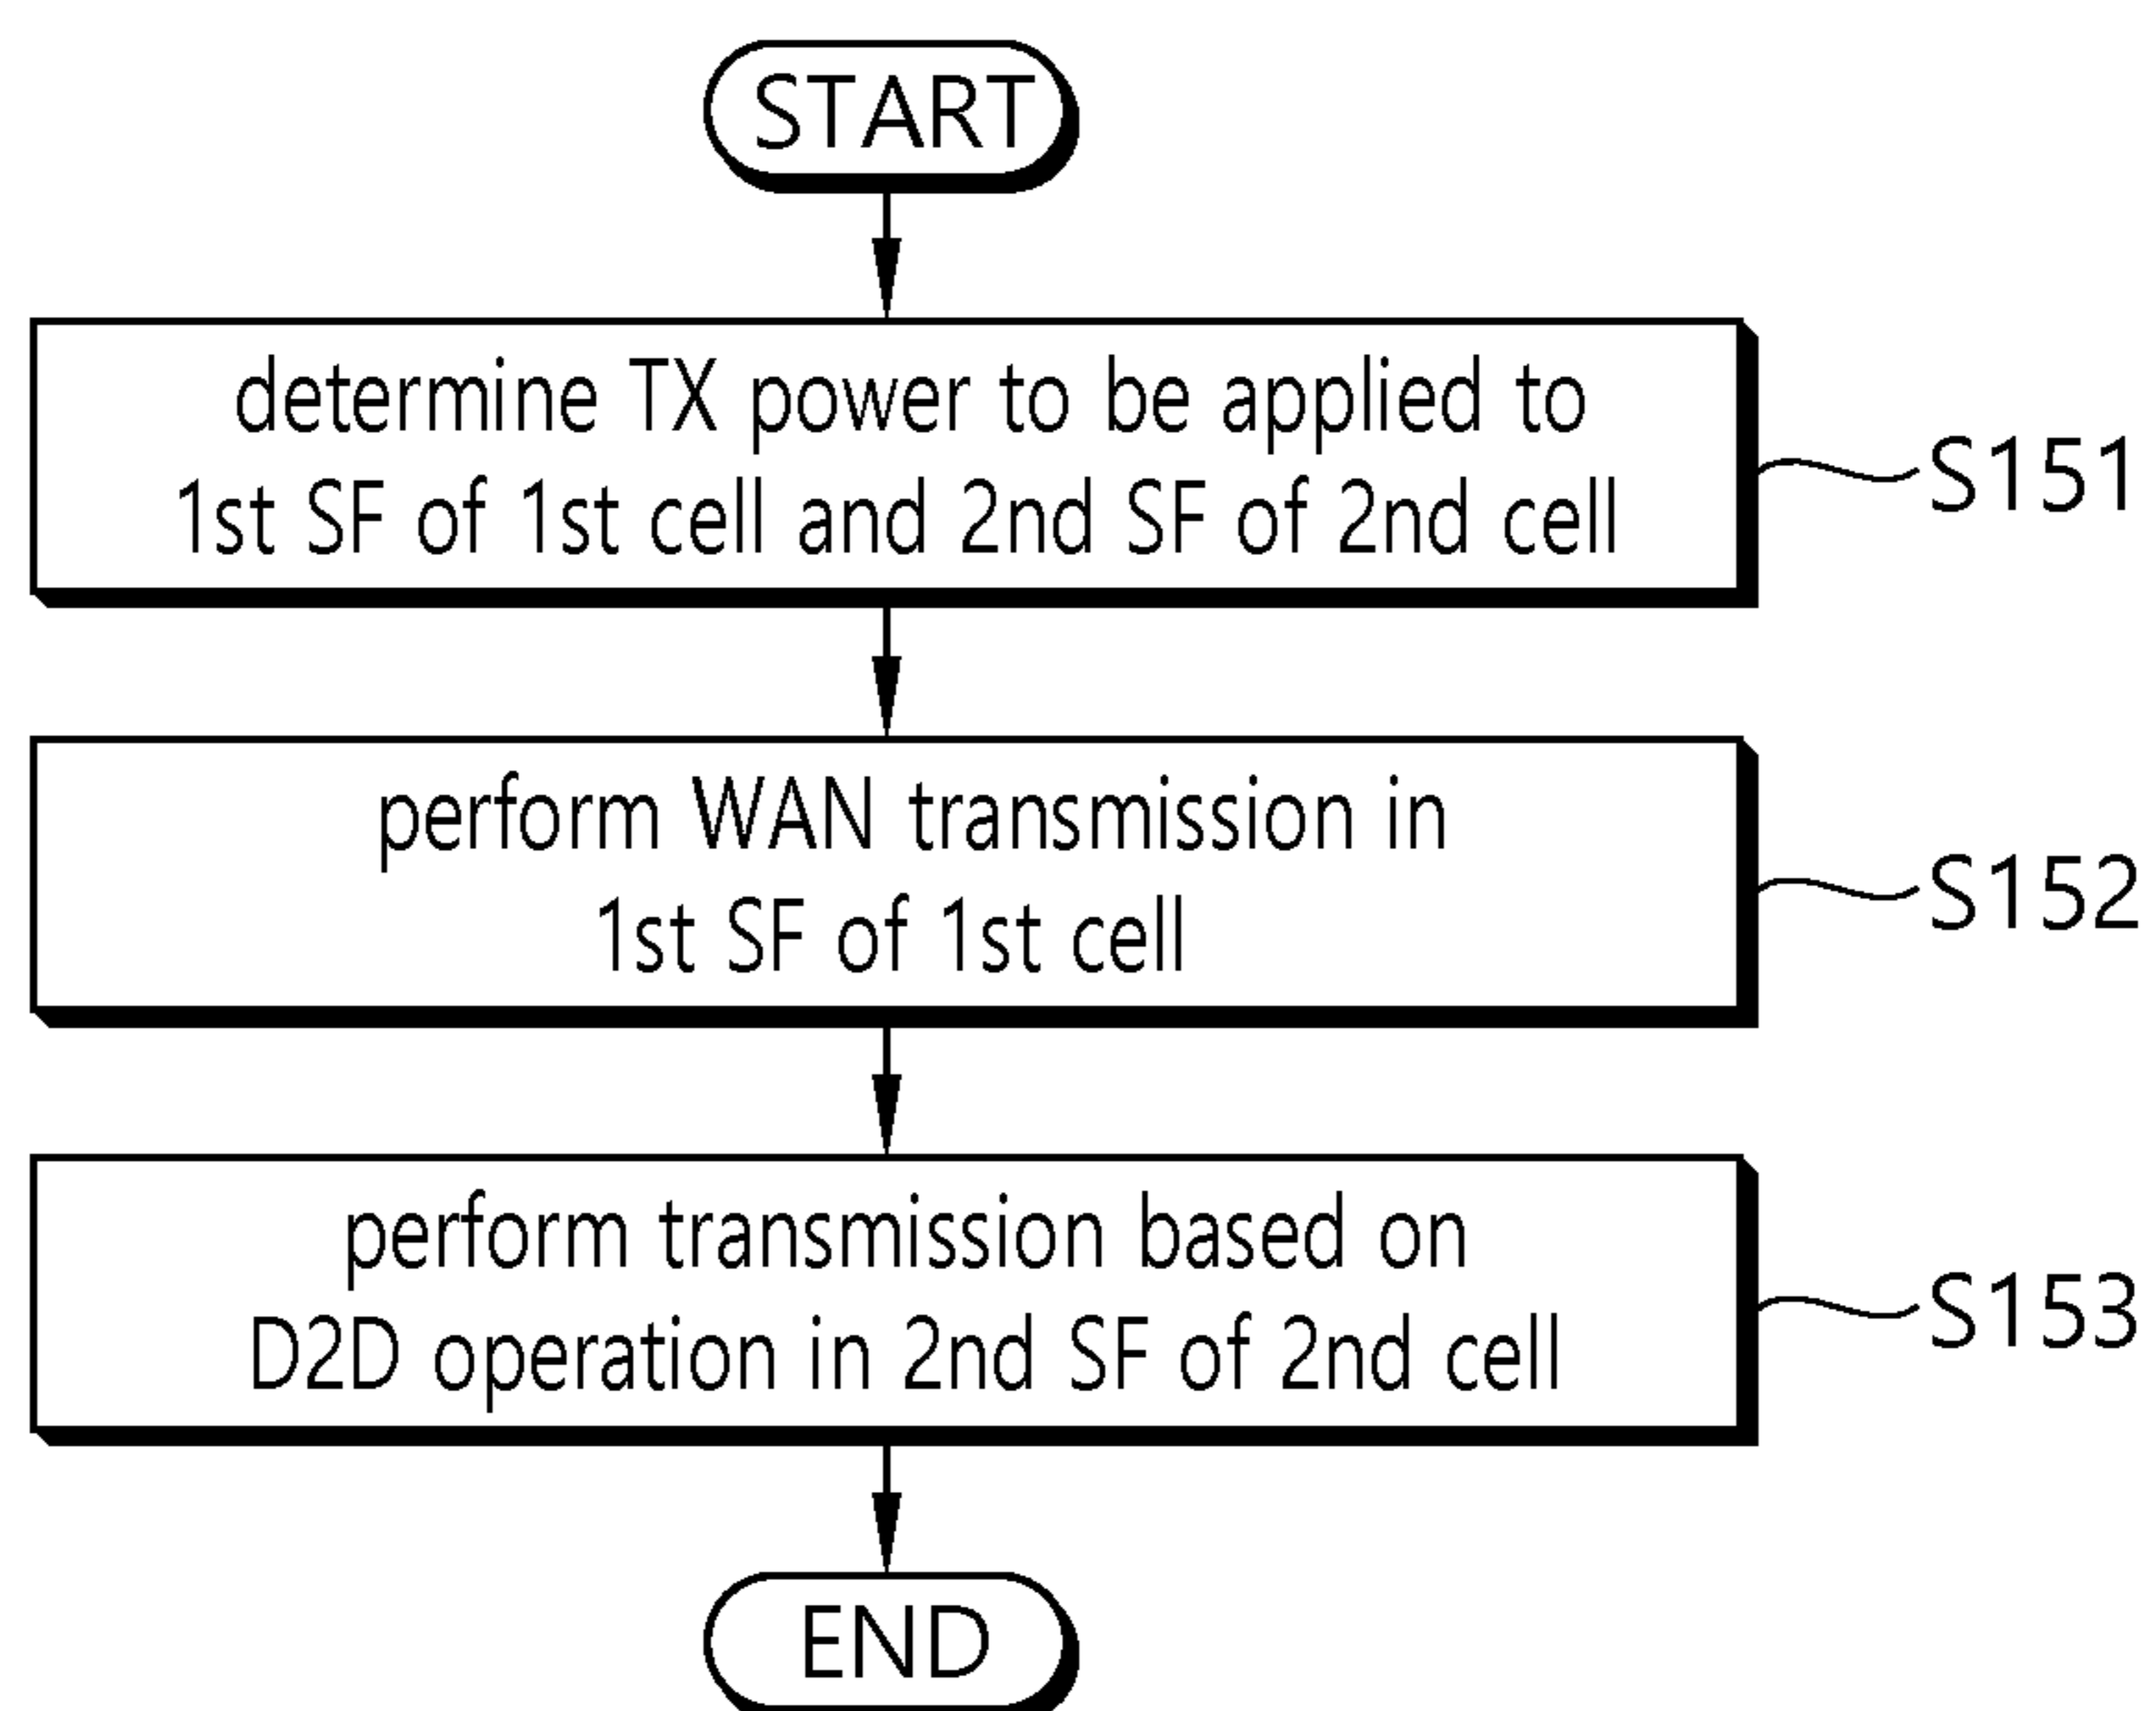 START
determine TX power to be applied to
1st SF of 1st cell and 2nd SF of 2nd cell
S151
perform WAN transmission in
1st SF of 1st cell
S152
perform transmission based on
D2D operation in 2nd SF of 2nd cell
S153
END